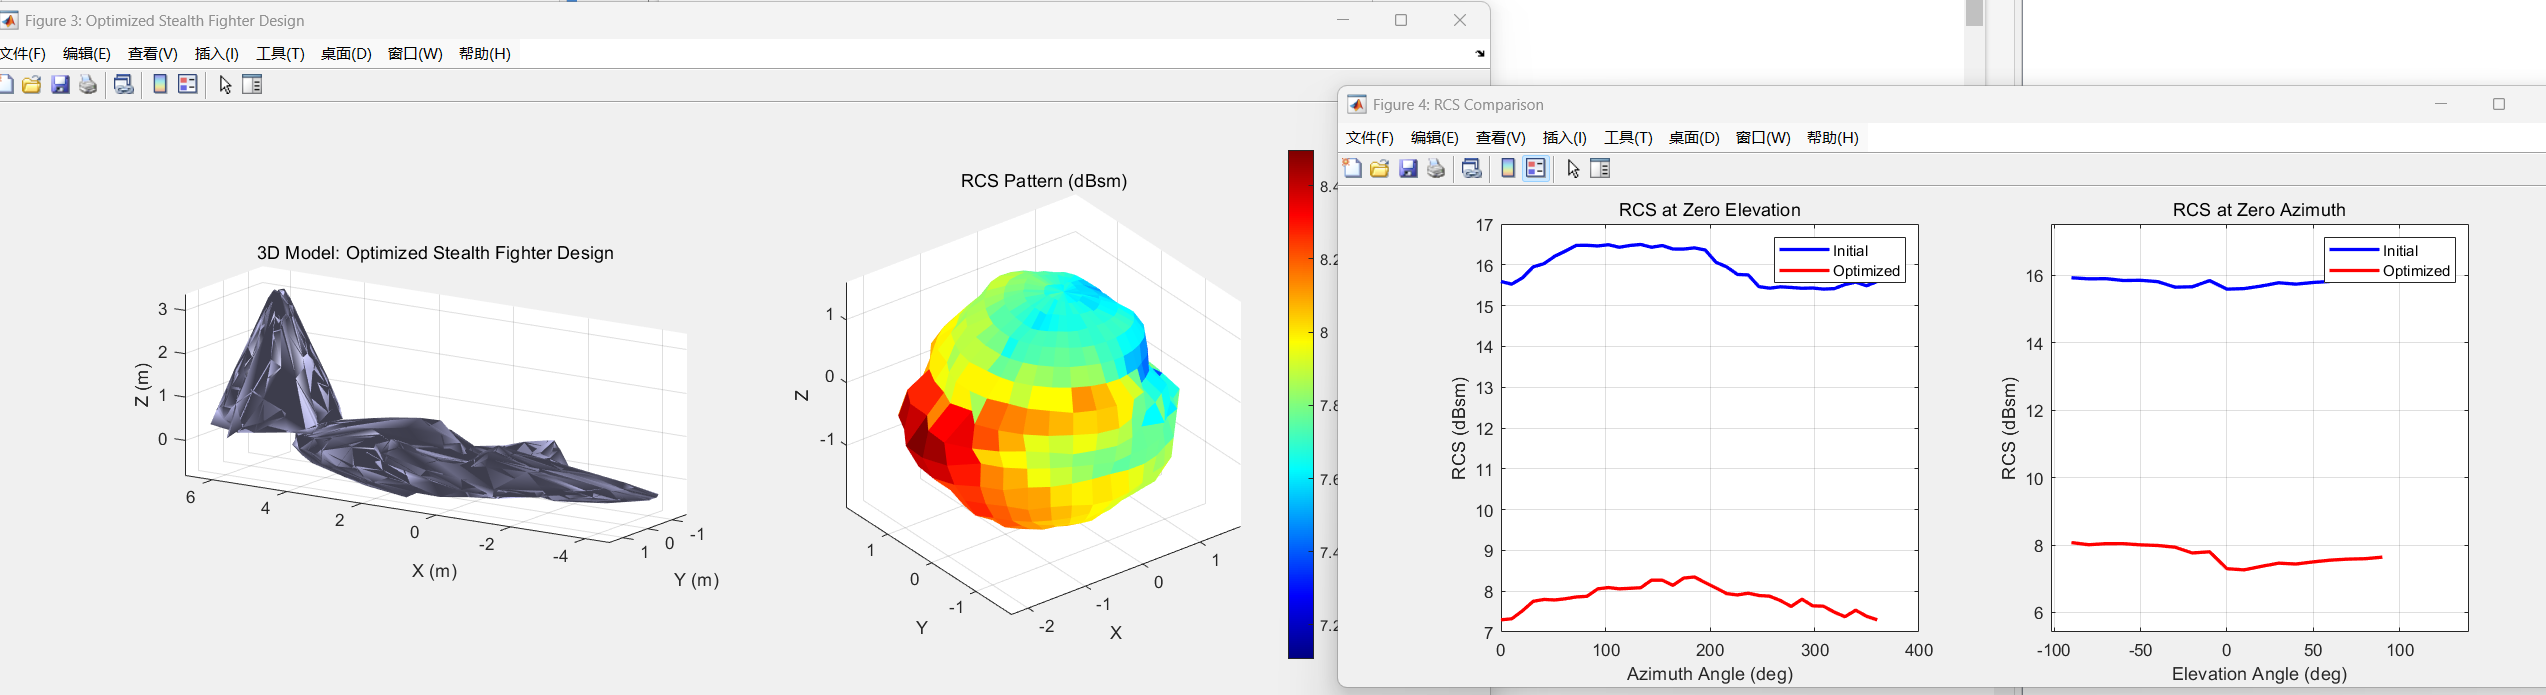 Figure 3: Optimized Stealth Fighter Design
文件(F) 编辑(E) 查看(V) 插入(I) 工具(T) 桌面(D) 窗口(W) 帮助(H)
3D Model: Optimized Stealth Fighter Design
3
2
1
0
Z (m)
6
4
2
0
-2
-4
X (m)
1
0
-1
Y (m)
RCS Pattern (dBsm)
1
0
-1
Z
1
0
-1
Y
-2
-1
0
1
X
8.4
8.2
8
7.8
7.6
7.4
7.2
Figure 4: RCS Comparison
文件(F) 编辑(E) 查看(V) 插入(I) 工具(T) 桌面(D) 窗口(W) 帮助(H)
RCS at Zero Elevation
17
16
15
14
13
12
11
10
9
8
7
RCS (dBsm)
Initial
Optimized
0
100
200
300
400
Azimuth Angle (deg)
RCS at Zero Azimuth
16
14
12
10
8
6
RCS (dBsm)
Initial
Optimized
-100
-50
0
50
100
Elevation Angle (deg)